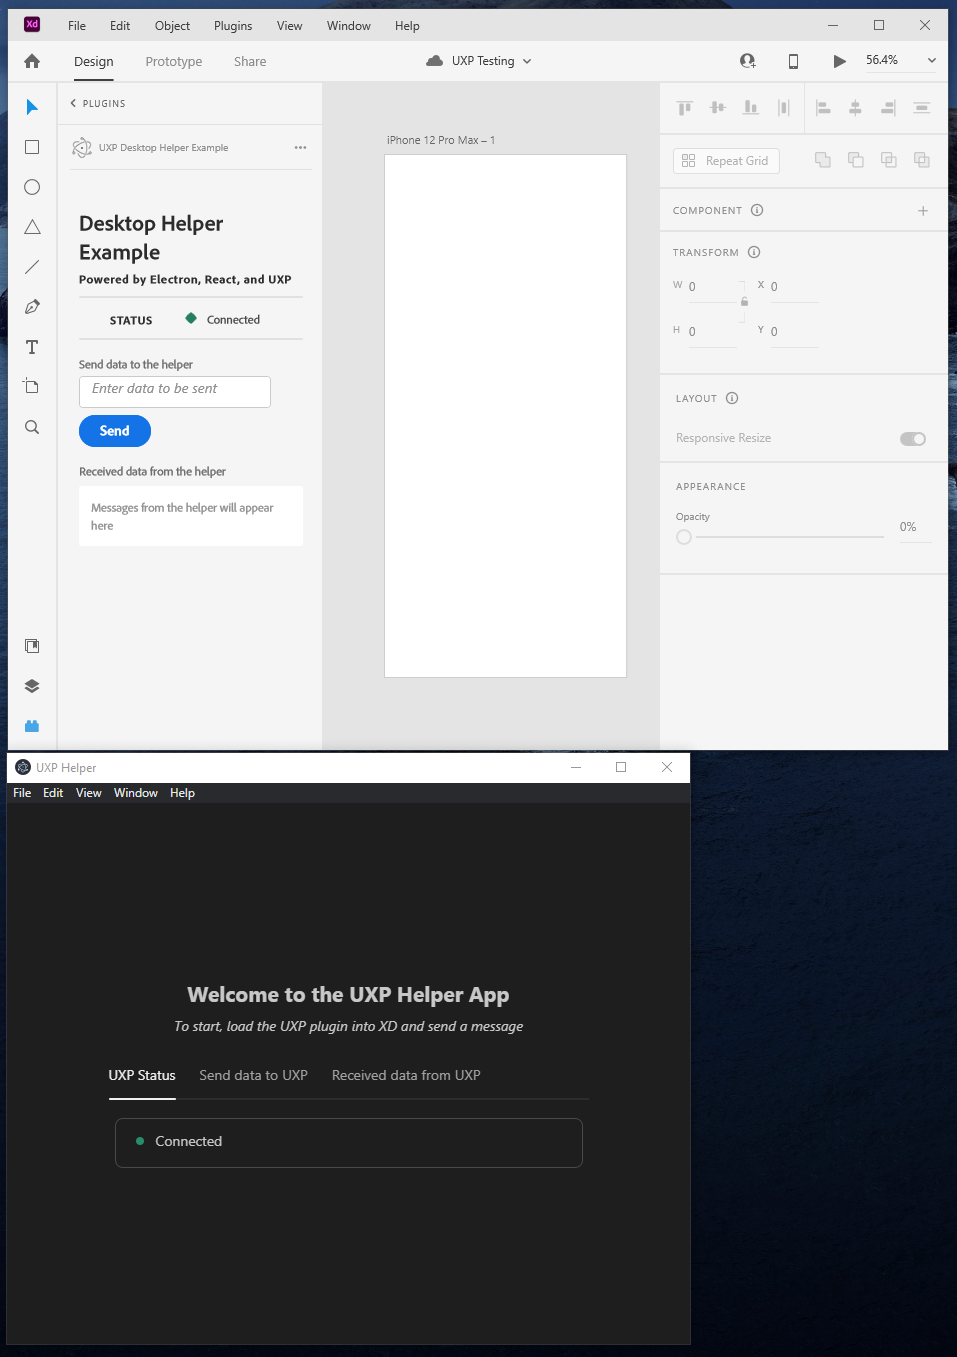 Xd File Edit Object Plugins View Window Help
Design Prototype Share UXP Testing 56.4%
PLUGINS
UXP Desktop Helper Example
Desktop Helper
Example
Powered by Electron, React, and UXP
STATUS Connected
Send data to the helper
Enter data to be sent
Send
Received data from the helper
Messages from the helper will appear
here
iPhone 12 Pro Max – 1
Repeat Grid
COMPONENT
TRANSFORM
W 0 X 0
H 0 Y 0
LAYOUT
Responsive Resize
APPEARANCE
Opacity
0%
UXP Helper
File Edit View Window Help
Welcome to the UXP Helper App
To start, load the UXP plugin into XD and send a message
UXP Status Send data to UXP Received data from UXP
Connected